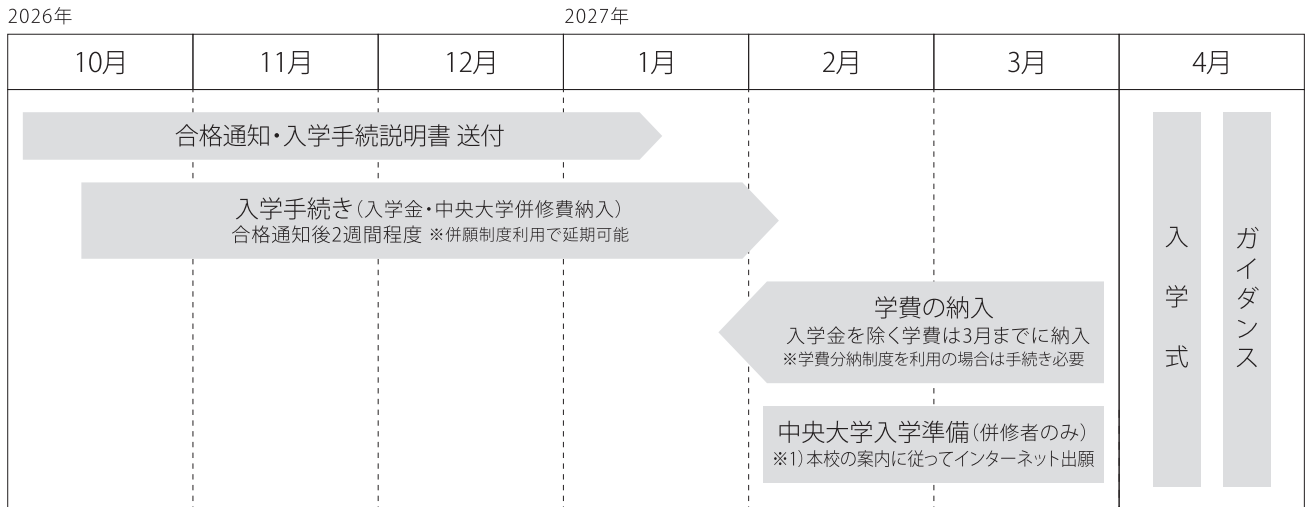 2026年
2027年
10月
11月
12月
1月
2月
3月
4月
合格通知・入学手続説明書 送付
入学手続き（入学金・中央大学併修費納入）
合格通知後2週間程度 ※併願制度利用で延期可能
学費の納入
入学金を除く学費は3月までに納入
※学費分納制度を利用の場合は手続き必要
中央大学入学準備（併修者のみ）
※1）本校の案内に従ってインターネット出願
入学式
ガイダンス